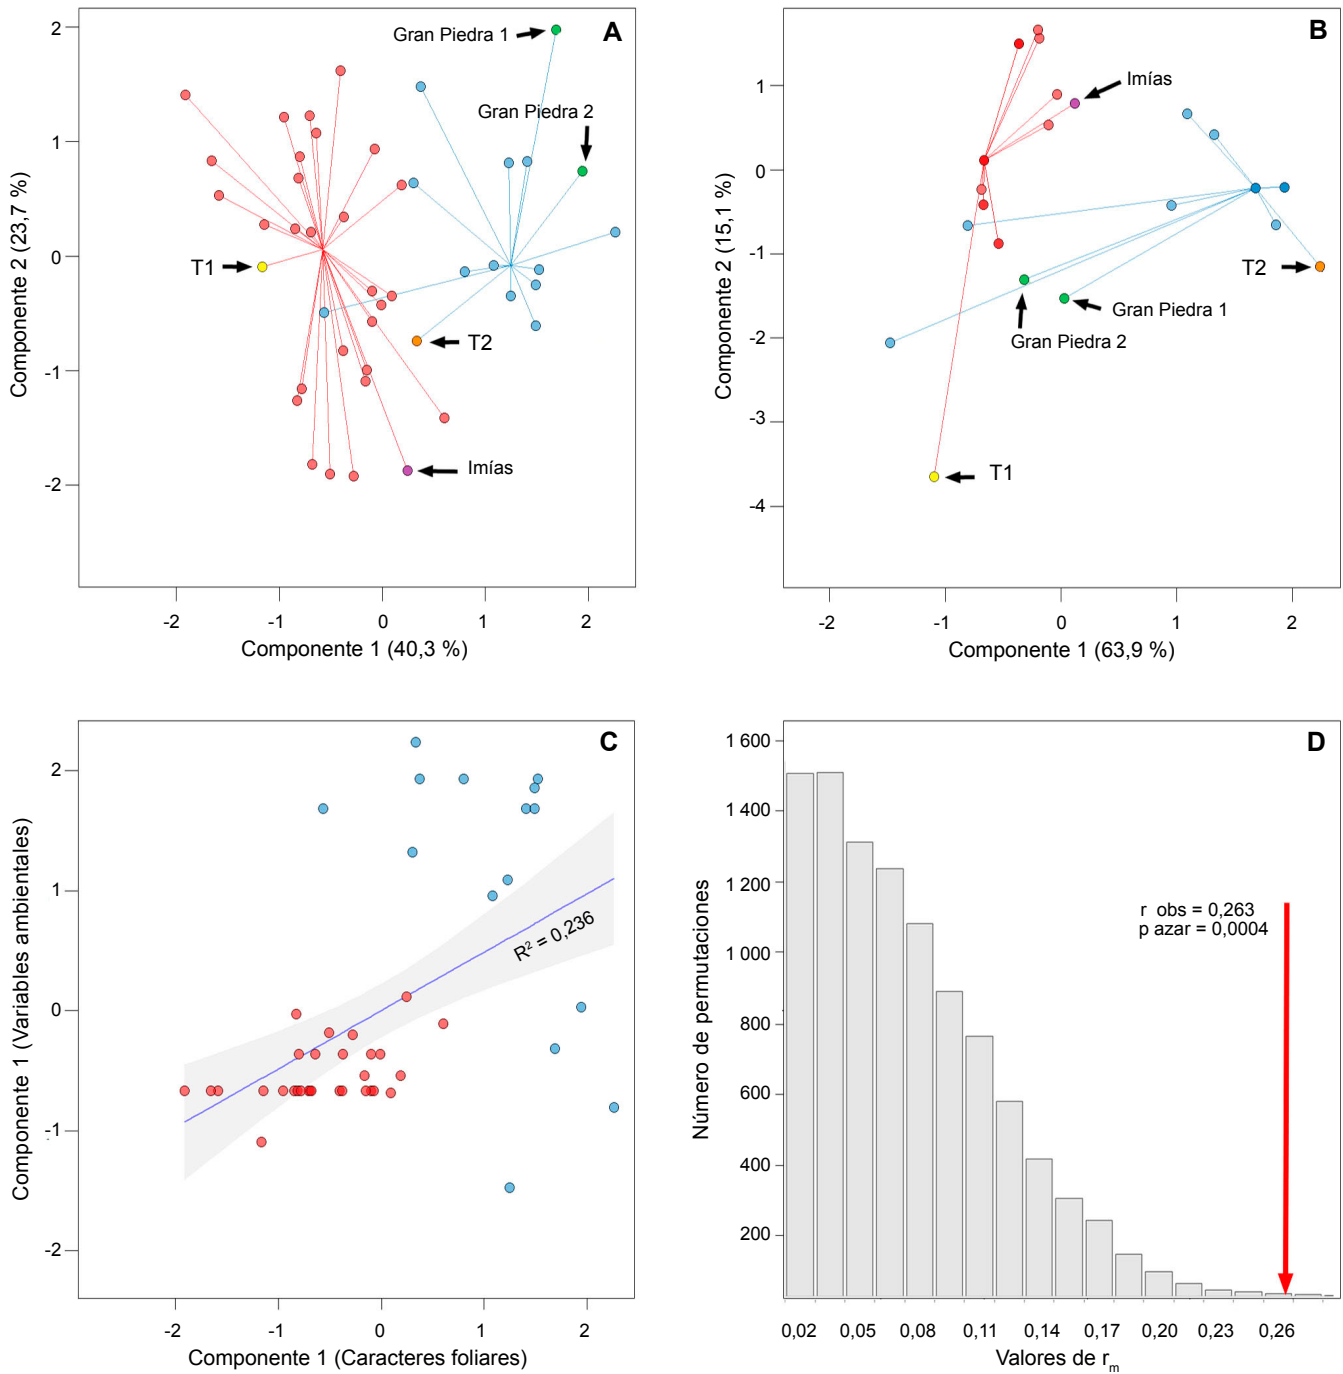 A
Gran Piedra 1
Gran Piedra 2
T1
T2
Imías
2
1
0
-1
-2
-2
-1
0
1
2
Componente 2 (23,7 %)
Componente 1 (40,3 %)
B
Imías
T2
Gran Piedra 1
Gran Piedra 2
T1
1
0
-1
-2
-3
-4
-2
-1
0
1
2
Componente 2 (15,1 %)
Componente 1 (63,9 %)
C
R² = 0,236
2
1
0
-1
-2
-2
-1
0
1
2
Componente 1 (Variables ambientales)
Componente 1 (Caracteres foliares)
D
r obs = 0,263
p azar = 0,0004
1 600
1 400
1 200
1 000
800
600
400
200
0,02 0,05 0,08 0,11 0,14 0,17 0,20 0,23 0,26
Número de permutaciones
Valores de rₘ